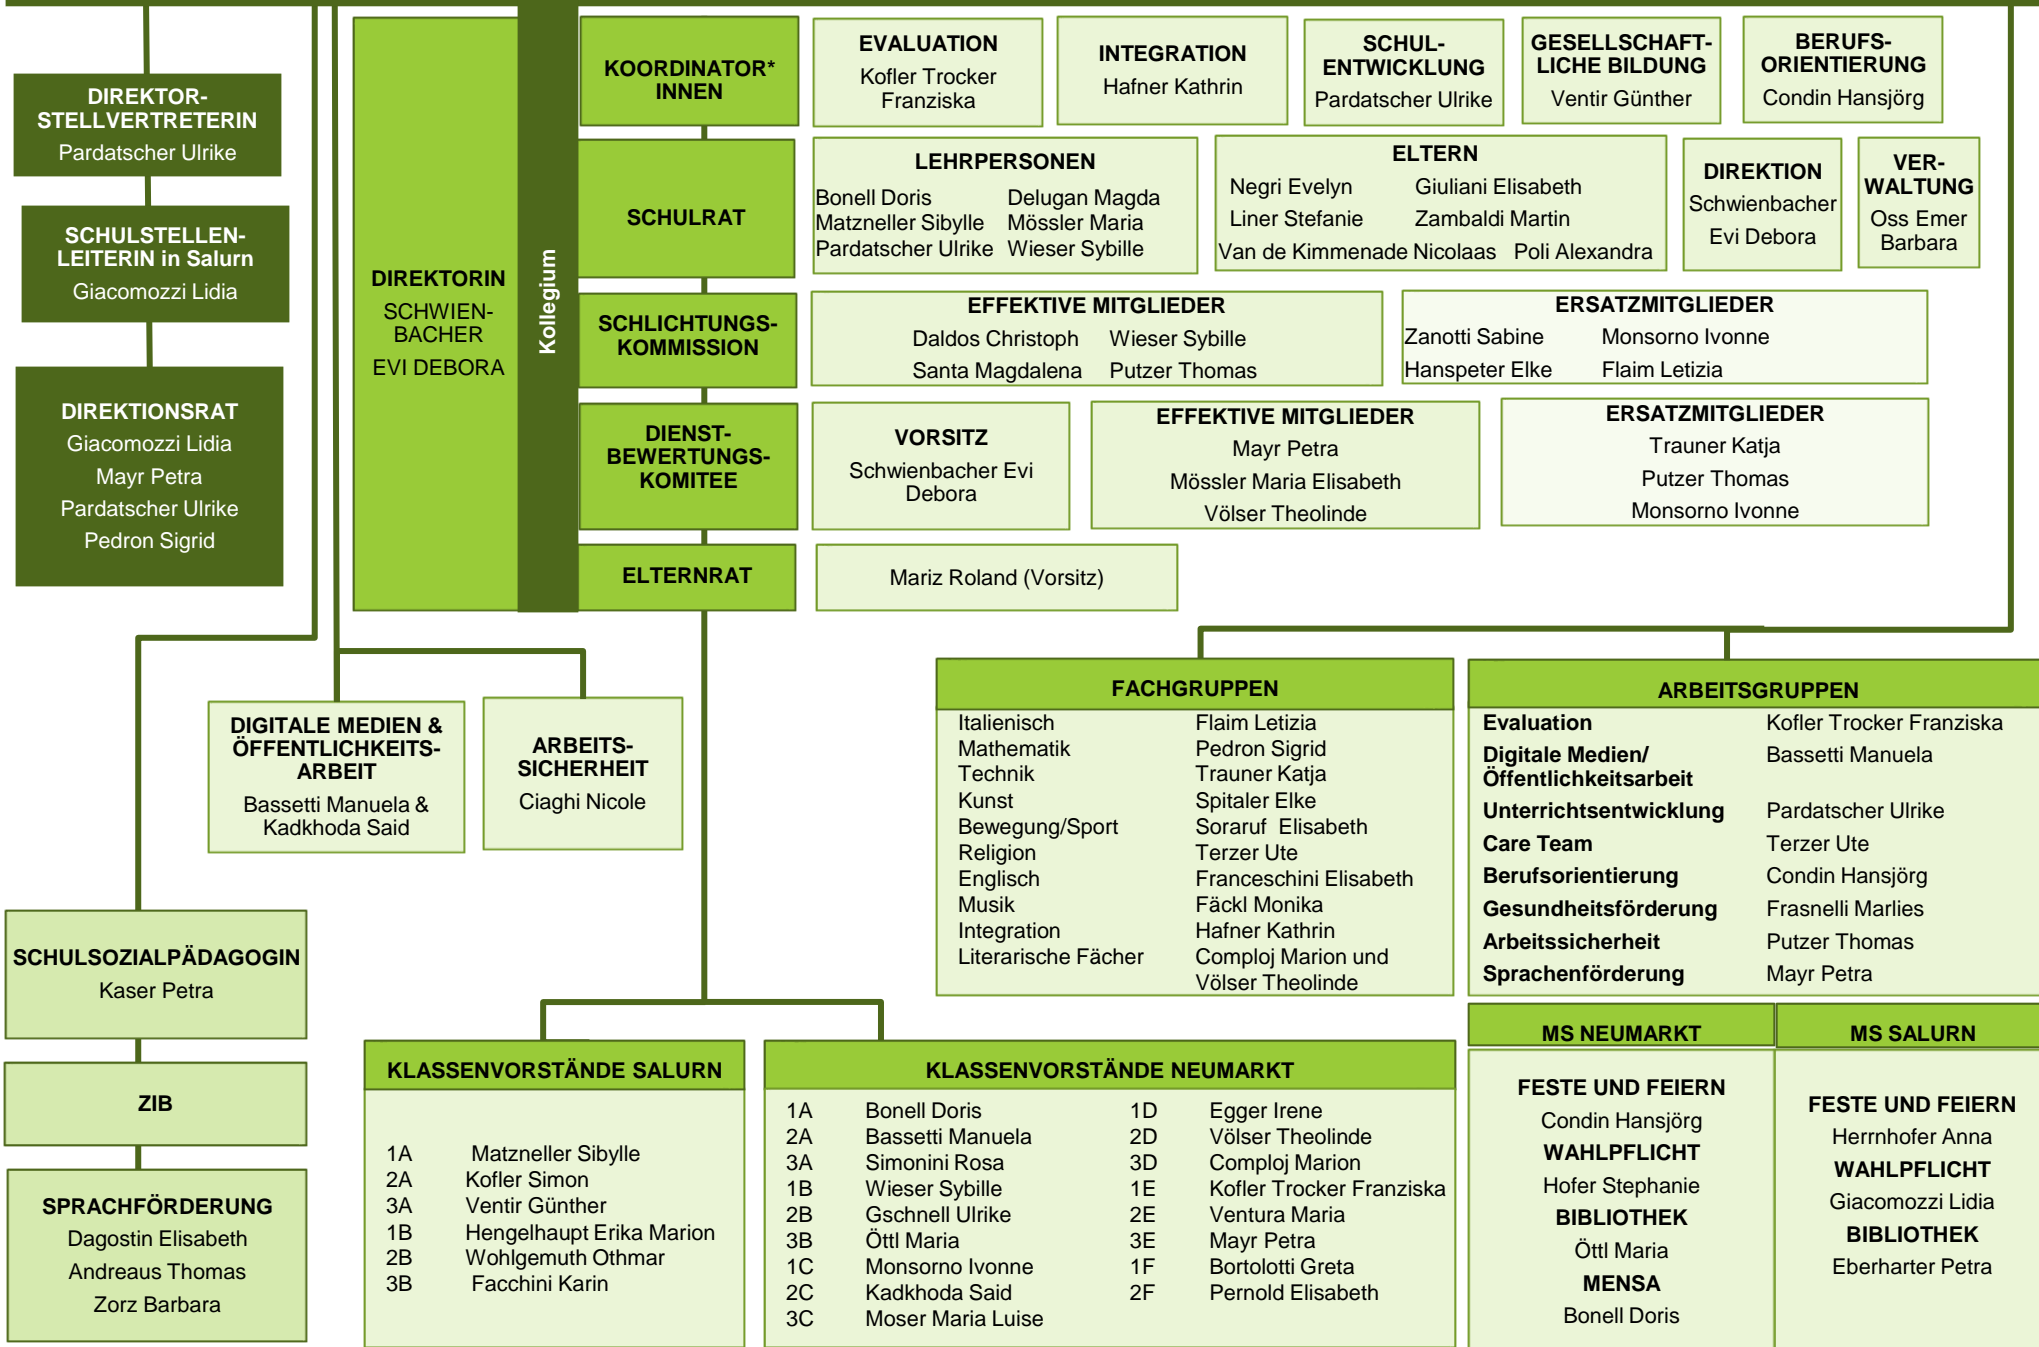 DIREKTOR-
STELLVERTRETERIN
Pardatscher Ulrike
SCHULSTELLEN-
LEITERIN in Salurn
Giacomozzi Lidia
DIREKTIONSRAT
Giacomozzi Lidia
Mayr Petra
Pardatscher Ulrike
Pedron Sigrid
DIREKTORIN
SCHWIEN-
BACHER
EVI DEBORA
Kollegium
KOORDINATOR*
INNEN
EVALUATION
Kofler Trocker
Franziska
INTEGRATION
Hafner Kathrin
SCHUL-
ENTWICKLUNG
Pardatscher Ulrike
GESELLSCHAFT-
LICHE BILDUNG
Ventir Günther
BERUFS-
ORIENTIERUNG
Condin Hansjörg
SCHULRAT
LEHRPERSONEN
Bonell Doris Delugan Magda
Matzneller Sibylle Mössler Maria
Pardatscher Ulrike Wieser Sybille
ELTERN
Negri Evelyn Giuliani Elisabeth
Liner Stefanie Zambaldi Martin
Van de Kimmenade Nicolaas Poli Alexandra
DIREKTION
Schwienbacher
Evi Debora
VER-
WALTUNG
Oss Emer
Barbara
SCHLICHTUNGS-
KOMMISSION
EFFEKTIVE MITGLIEDER
Daldos Christoph Wieser Sybille
Santa Magdalena Putzer Thomas
ERSATZMITGLIEDER
Zanotti Sabine Monsorno Ivonne
Hanspeter Elke Flaim Letizia
DIENST-
BEWERTUNGS-
KOMITEE
VORSITZ
Schwienbacher Evi
Debora
EFFEKTIVE MITGLIEDER
Mayr Petra
Mössler Maria Elisabeth
Völser Theolinde
ERSATZMITGLIEDER
Trauner Katja
Putzer Thomas
Monsorno Ivonne
ELTERNRAT
Mariz Roland (Vorsitz)
DIGITALE MEDIEN &
ÖFFENTLICHKEITS-
ARBEIT
Bassetti Manuela &
Kadkhoda Said
ARBEITS-
SICHERHEIT
Ciaghi Nicole
FACHGRUPPEN
Italienisch Flaim Letizia
Mathematik Pedron Sigrid
Technik Trauner Katja
Kunst Spitaler Elke
Bewegung/Sport Soraruf Elisabeth
Religion Terzer Ute
Englisch Franceschini Elisabeth
Musik Fäckl Monika
Integration Hafner Kathrin
Literarische Fächer Comploj Marion und
Völser Theolinde
ARBEITSGRUPPEN
Evaluation Kofler Trocker Franziska
Digitale Medien/ Bassetti Manuela
Öffentlichkeitsarbeit
Unterrichtsentwicklung Pardatscher Ulrike
Care Team Terzer Ute
Berufsorientierung Condin Hansjörg
Gesundheitsförderung Frasnelli Marlies
Arbeitssicherheit Putzer Thomas
Sprachenförderung Mayr Petra
SCHULSOZIALPÄDAGOGIN
Kaser Petra
ZIB
SPRACHFÖRDERUNG
Dagostin Elisabeth
Andreaus Thomas
Zorz Barbara
KLASSENVORSTÄNDE SALURN
1A Matzneller Sibylle
2A Kofler Simon
3A Ventir Günther
1B Hengelhaupt Erika Marion
2B Wohlgemuth Othmar
3B Facchini Karin
KLASSENVORSTÄNDE NEUMARKT
1A Bonell Doris 1D Egger Irene
2A Bassetti Manuela 2D Völser Theolinde
3A Simonini Rosa 3D Comploj Marion
1B Wieser Sybille 1E Kofler Trocker Franziska
2B Gschnell Ulrike 2E Ventura Maria
3B Öttl Maria 3E Mayr Petra
1C Monsorno Ivonne 1F Bortolotti Greta
2C Kadkhoda Said 2F Pernold Elisabeth
3C Moser Maria Luise
MS NEUMARKT
FESTE UND FEIERN
Condin Hansjörg
WAHLPFLICHT
Hofer Stephanie
BIBLIOTHEK
Öttl Maria
MENSA
Bonell Doris
MS SALURN
FESTE UND FEIERN
Herrnhofer Anna
WAHLPFLICHT
Giacomozzi Lidia
BIBLIOTHEK
Eberharter Petra